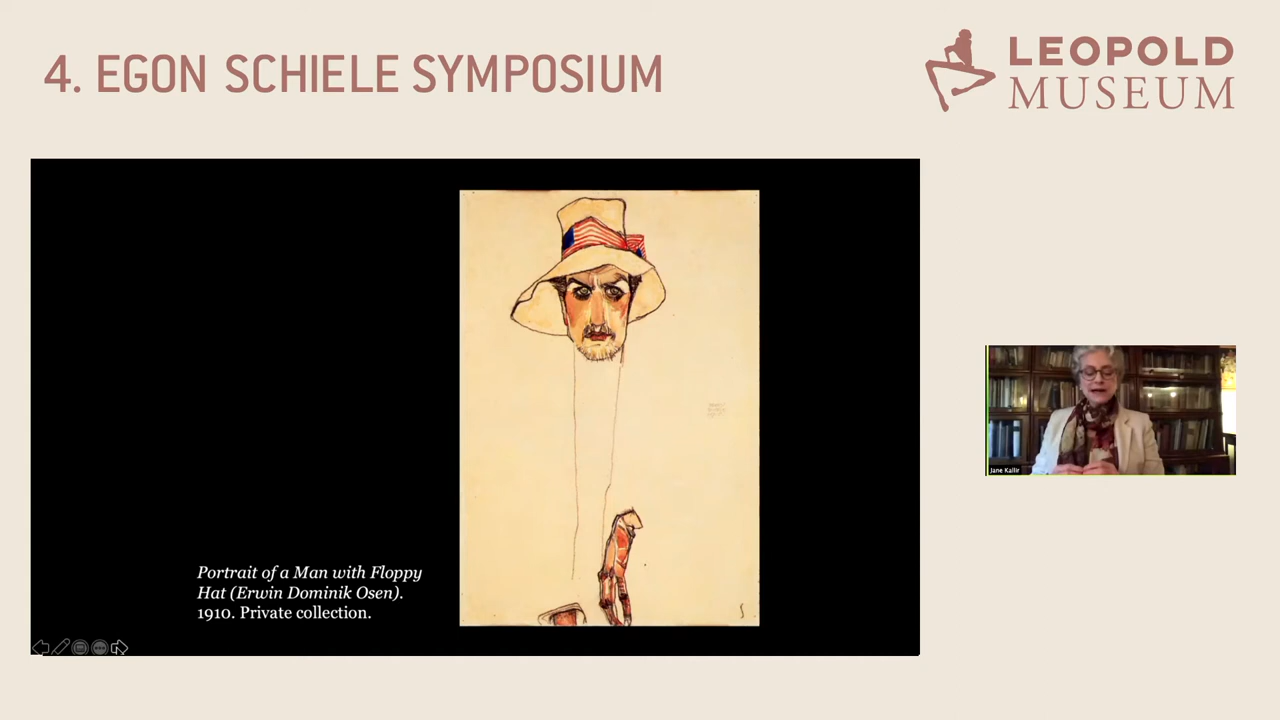 4. EGON SCHIELE SYMPOSIUM
LEOPOLD
MUSEUM
Portrait of a Man with Floppy
Hat (Erwin Dominik Osen).
1910. Private collection.
Jane Kallir